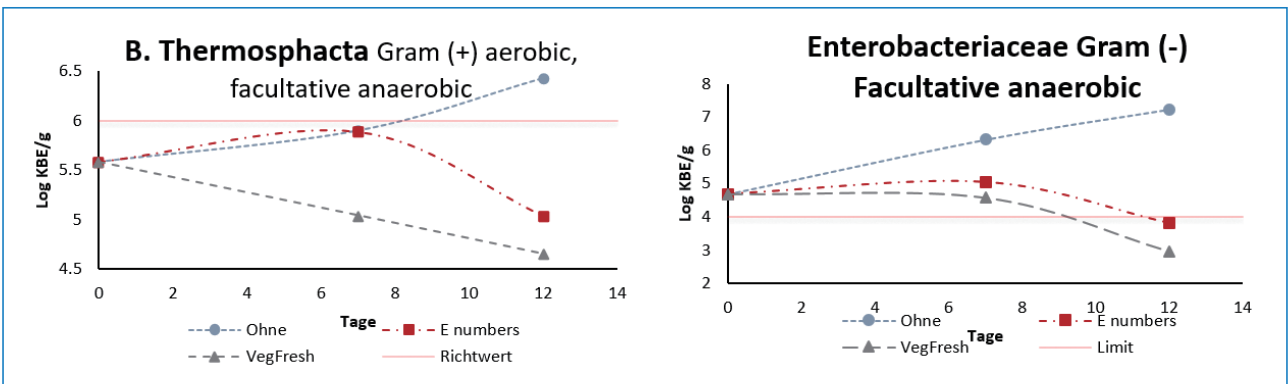 B. Thermosphacta Gram (+) aerobic,
facultative anaerobic
Log KBE/g
6.5
6
5.5
5
4.5
0 2 4 6 8 10 12 14
Tage
Ohne E numbers
VegFresh Richtwert
Enterobacteriaceae Gram (-)
Facultative anaerobic
Log KBE/g
8
7
6
5
4
3
2
0 2 4 6 8 10 12 14
Ohne E numbers
Tage
VegFresh Limit